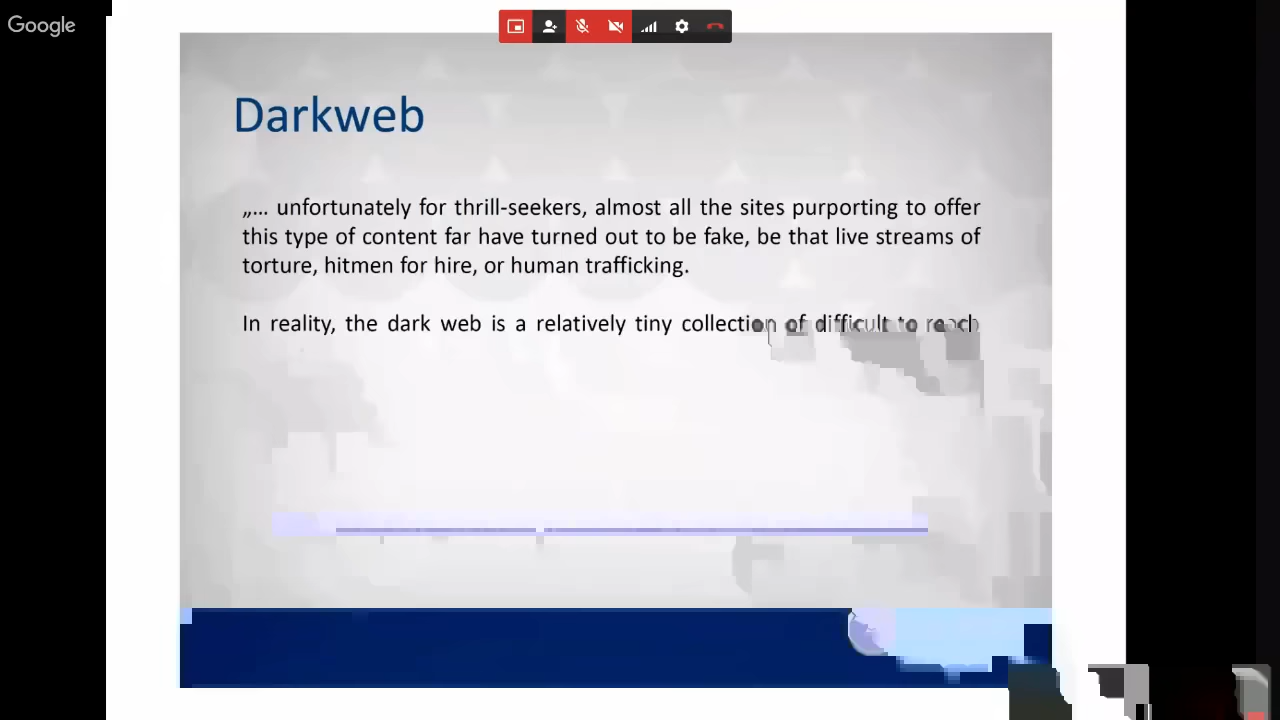 Google
Darkweb
„... unfortunately for thrill-seekers, almost all the sites purporting to offer
this type of content far have turned out to be fake, be that live streams of
torture, hitmen for hire, or human trafficking.
In reality, the dark web is a relatively tiny collection of difficult to reach